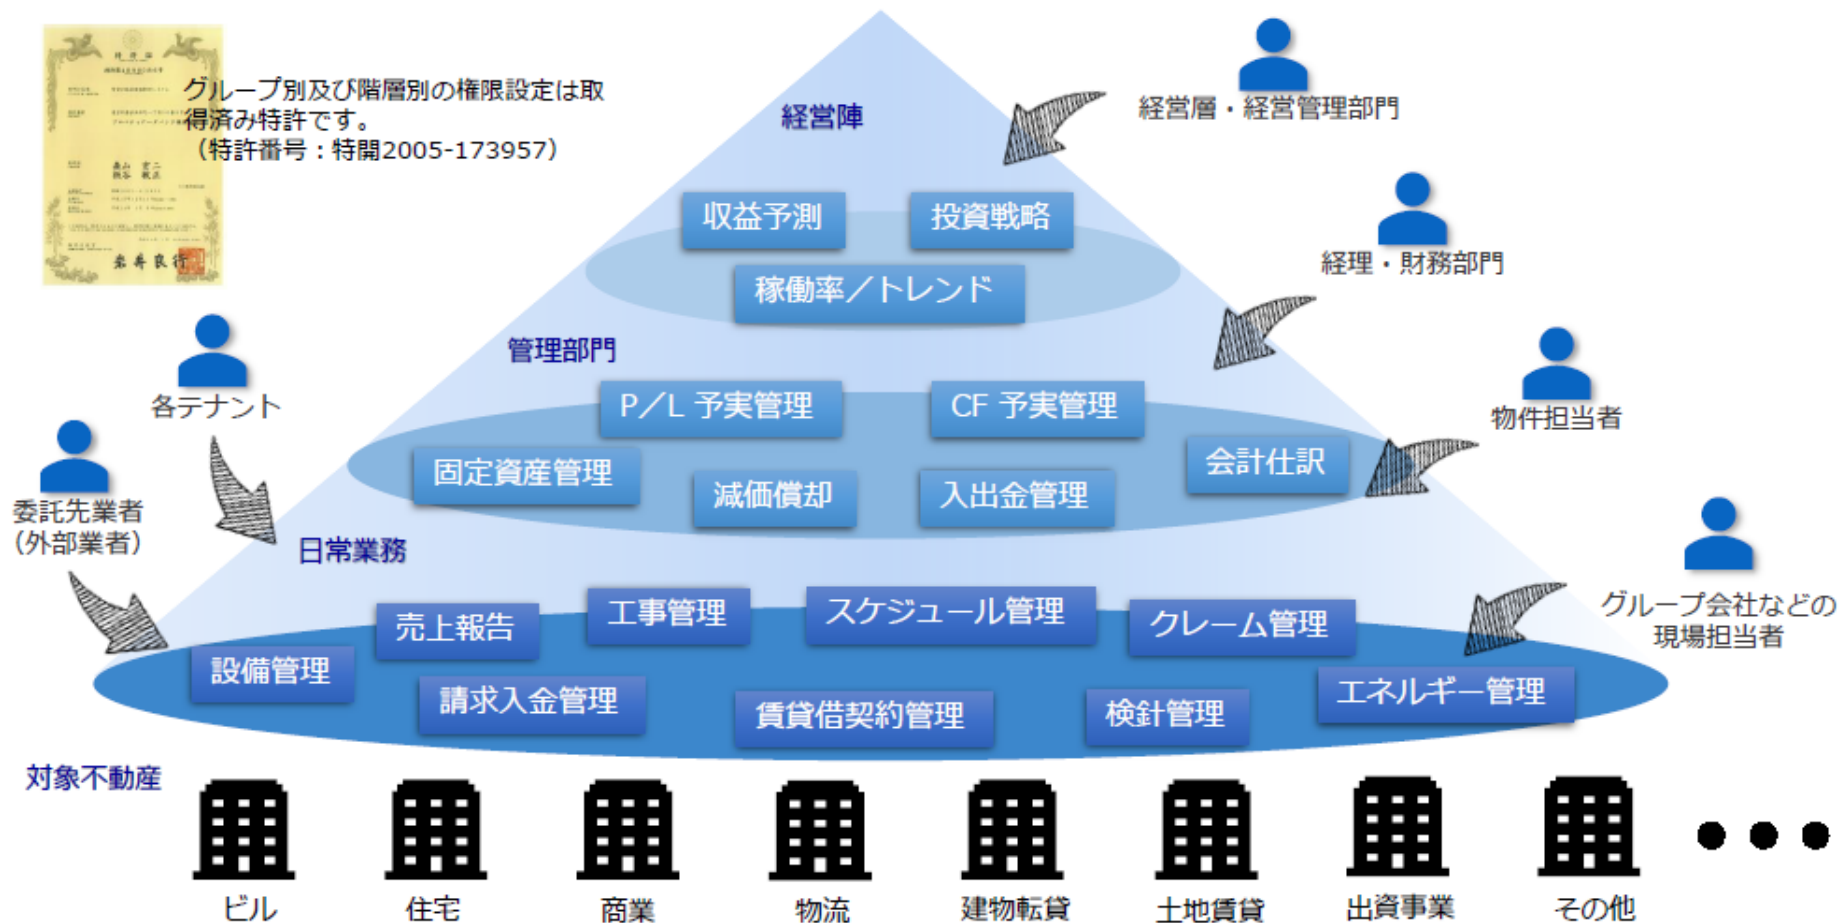 特許証
グループ別及び階層別の権限設定は取
得済み特許です。
（特許番号：特開2005-173957）
経営陣
経営層・経営管理部門
収益予測
投資戦略
稼働率／トレンド
経理・財務部門
管理部門
各テナント
P／L 予実管理
CF 予実管理
物件担当者
固定資産管理
減価償却
入出金管理
会計仕訳
委託先業者
（外部業者）
日常業務
グループ会社などの
現場担当者
売上報告
工事管理
スケジュール管理
クレーム管理
設備管理
請求入金管理
賃貸借契約管理
検針管理
エネルギー管理
対象不動産
ビル
住宅
商業
物流
建物転貸
土地賃貸
出資事業
その他